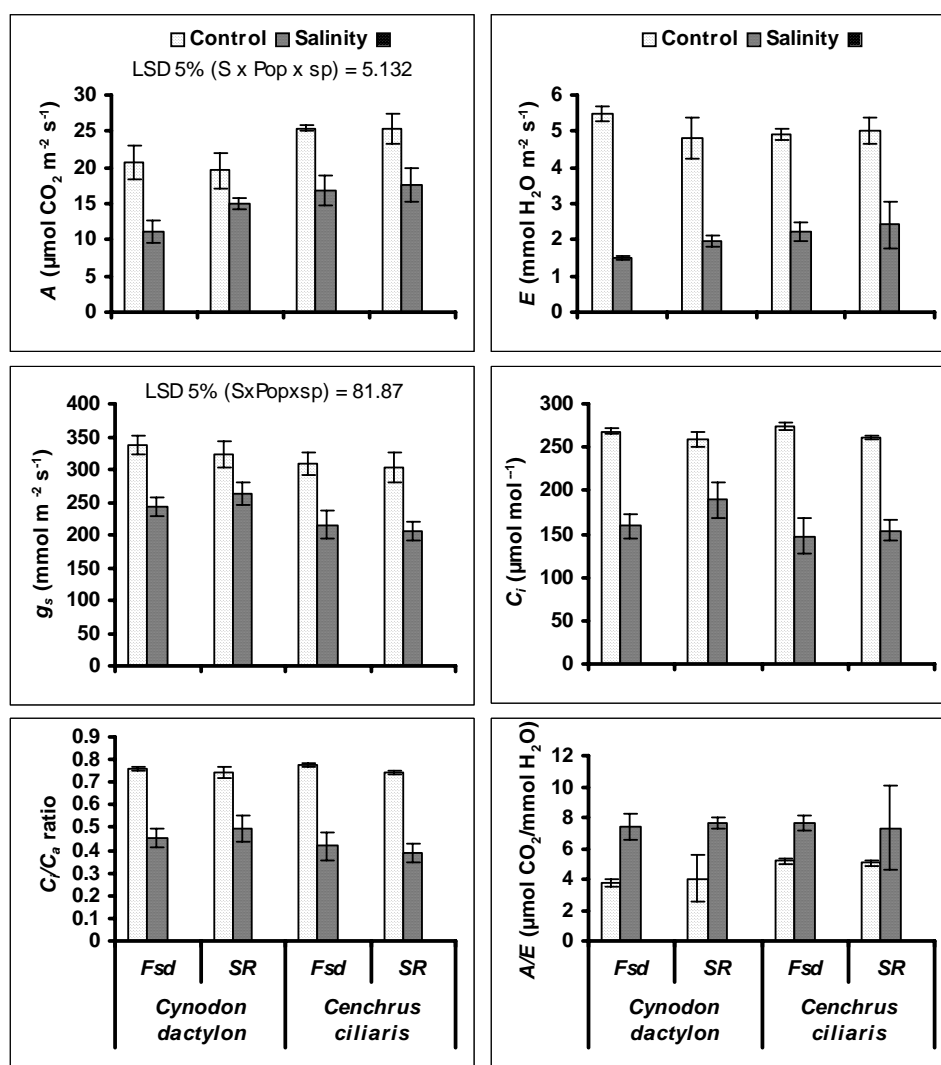 Control Salinity
LSD 5% (S x Pop x sp) = 5.132
30
25
20
15
10
5
0
A (µmol CO₂ m⁻² s⁻¹)
Control Salinity
6
5
4
3
2
1
0
E (mmol H₂O m⁻² s⁻¹)
LSD 5% (SxPopxsp) = 81.87
400
350
300
250
200
150
100
50
0
gₛ (mmol m⁻² s⁻¹)
300
250
200
150
100
50
0
Cᵢ (µmol mol⁻¹)
0.9
0.8
0.7
0.6
0.5
0.4
0.3
0.2
0.1
0
Cᵢ/Cₐ ratio
Fsd SR Fsd SR
Cynodon Cenchrus
dactylon ciliaris
12
10
8
6
4
2
0
A/E (µmol CO₂/mmol H₂O)
Fsd SR Fsd SR
Cynodon Cenchrus
dactylon ciliaris